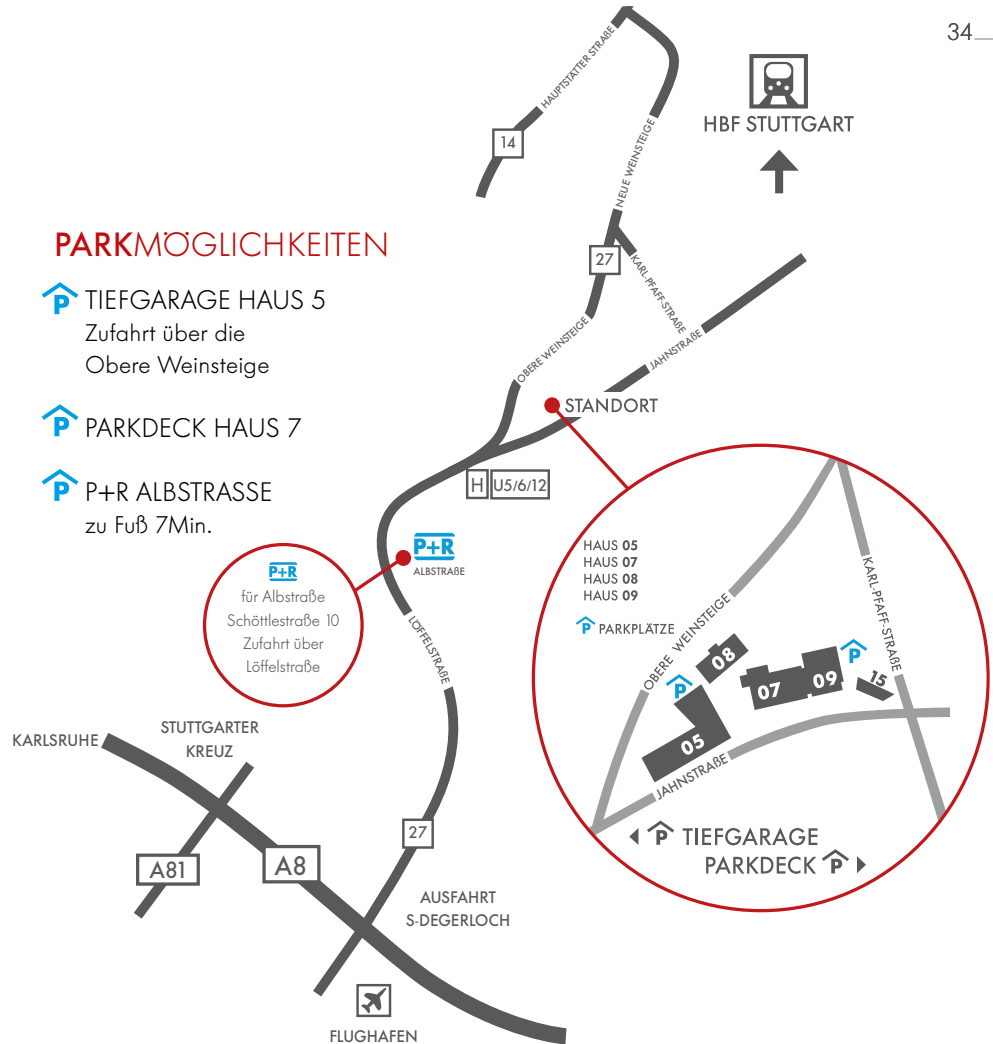 34
HAUPTSTÄTTER STRAßE
14
HBF STUTTGART
NEUE WEINSTEIGE
27
KARL-PFAFF-STRAßE
OBERE WEINSTEIGE
JAHNSTRAßE
STANDORT
PARKMÖGLICHKEITEN
P TIEFGARAGE HAUS 5
Zufahrt über die
Obere Weinsteige
P PARKDECK HAUS 7
P P+R ALBSTRASSE
zu Fuß 7Min.
H U5/6/12
P+R
ALBSTRAßE
P+R
für Albstraße
Schöttlestraße 10
Zufahrt über
Löffelstraße
LÖFFELSTRAßE
HAUS 05
HAUS 07
HAUS 08
HAUS 09
P PARKPLÄTZE
OBERE WEINSTEIGE
KARL-PFAFF-STRAßE
P
08
P
07
09
15
05
JAHNSTRAßE
P TIEFGARAGE
PARKDECK P
KARLSRUHE
STUTTGARTER
KREUZ
A81
A8
27
AUSFAHRT
S-DEGERLOCH
FLUGHAFEN